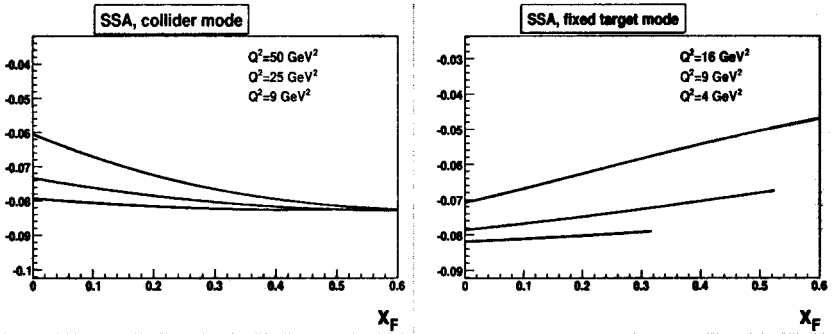 SSA, collider mode
Q²=50 GeV²
Q²=25 GeV²
Q²=9 GeV²
-0.04
-0.05
-0.06
-0.07
-0.08
-0.09
-0.1
0 0.1 0.2 0.3 0.4 0.5 0.6
X_F
SSA, fixed target mode
Q²=16 GeV²
Q²=9 GeV²
Q²=4 GeV²
-0.03
-0.04
-0.05
-0.06
-0.07
-0.08
-0.09
0 0.1 0.2 0.3 0.4 0.5 0.6
X_F